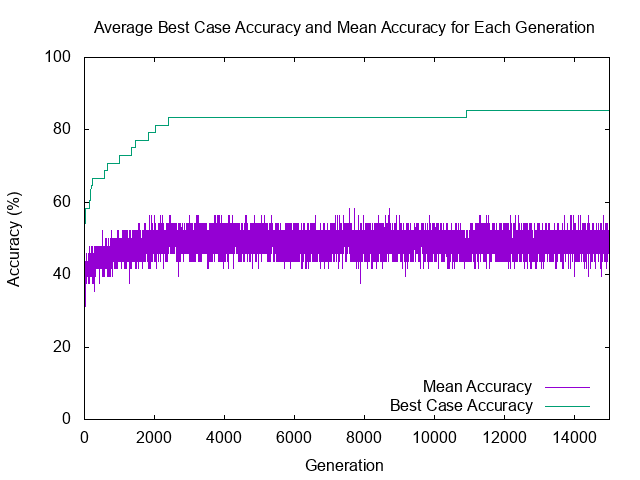 Average Best Case Accuracy and Mean Accuracy for Each Generation
100
80
60
40
20
0
Accuracy (%)
Mean Accuracy
Best Case Accuracy
0 2000 4000 6000 8000 10000 12000 14000
Generation